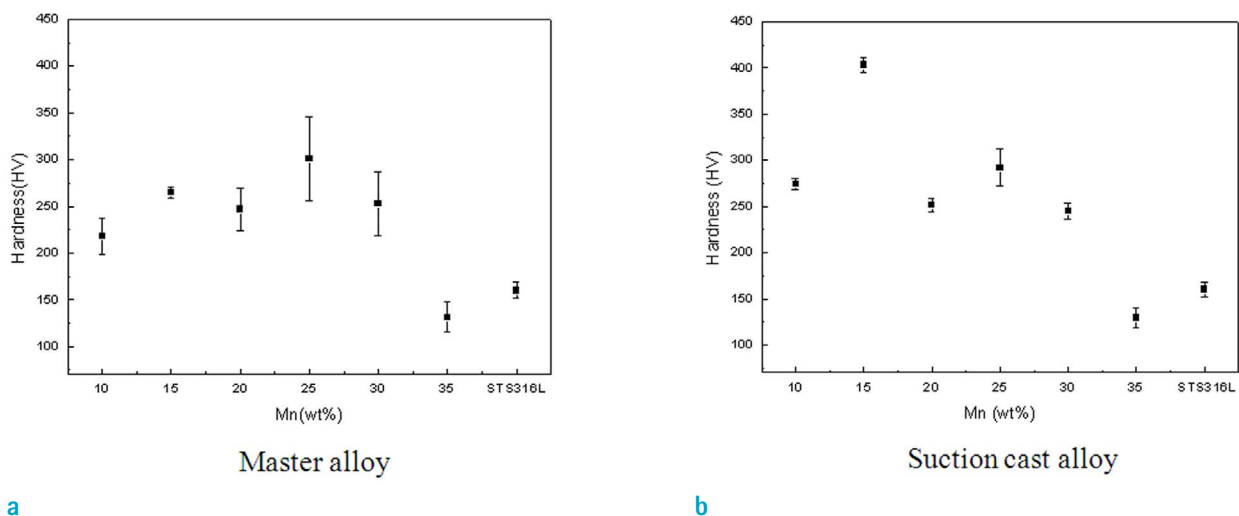 450
400
350
300
250
200
150
100
Hardness(HV)
10 15 20 25 30 35 STS316L
Mn(wt%)
Master alloy
a
450
400
350
300
250
200
150
100
Hardness (HV)
10 15 20 25 30 35 STS316L
Mn (wt%)
Suction cast alloy
b